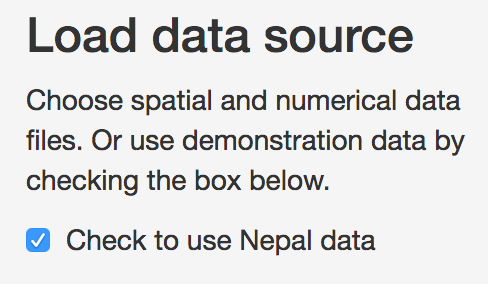 Load data source
Choose spatial and numerical data
files. Or use demonstration data by
checking the box below.
Check to use Nepal data